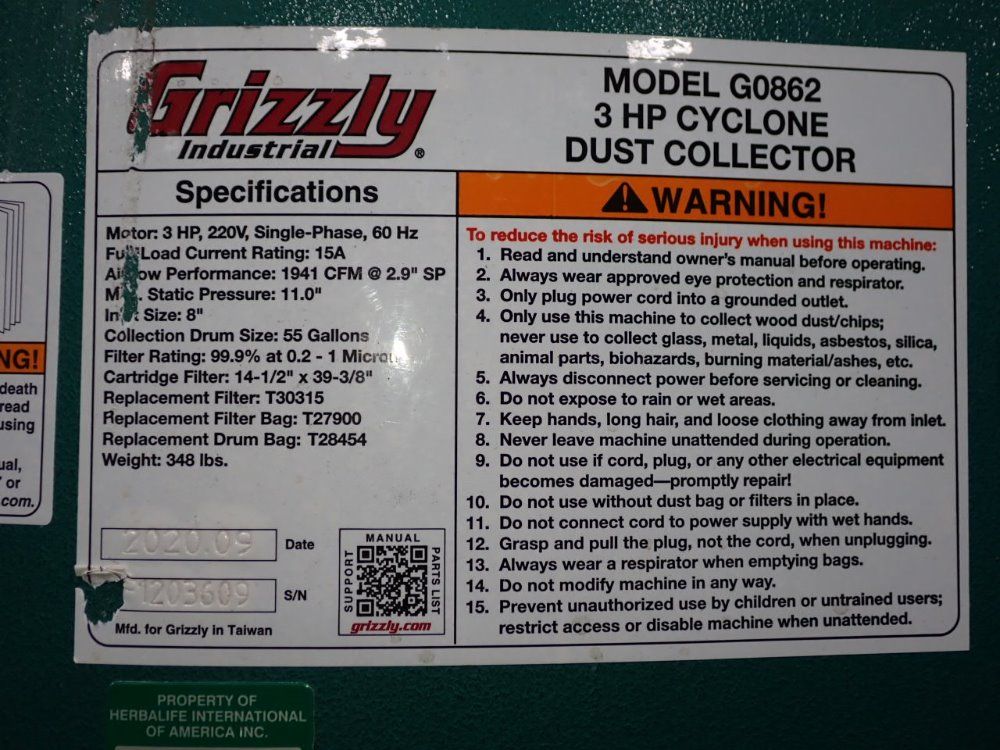 Grizzly
Industrial®
MODEL G0862
3 HP CYCLONE
DUST COLLECTOR
Specifications
Motor: 3 HP, 220V, Single-Phase, 60 Hz
Load Current Rating: 15A
Performance: 1941 CFM @ 2.9" SP
Static Pressure: 11.0"
Size: 8"
Collection Drum Size: 55 Gallons
Filter Rating: 99.9% at 0.2 - 1
Cartridge Filter: 14-1/2" x 39-3/8"
Replacement Filter: T30315
Replacement Filter Bag: T27900
Replacement Drum Bag: T28454
Weight: 348 lbs.
2020.09 Date
1203609 S/N
Mfd. for Grizzly in Taiwan
MANUAL
SUPPORT
PARTS LIST
grizzly.com
WARNING!
To reduce the risk of serious injury when using this machine:
1. Read and understand owner's manual before operating.
2. Always wear approved eye protection and respirator.
3. Only plug power cord into a grounded outlet.
4. Only use this machine to collect wood dust/chips;
never use to collect glass, metal, liquids, asbestos, silica,
animal parts, biohazards, burning material/ashes, etc.
5. Always disconnect power before servicing or cleaning.
6. Do not expose to rain or wet areas.
7. Keep hands, long hair, and loose clothing away from inlet.
8. Never leave machine unattended during operation.
9. Do not use if cord, plug, or any other electrical equipment
becomes damaged—promptly repair!
10. Do not use without dust bag or filters in place.
11. Do not connect cord to power supply with wet hands.
12. Grasp and pull the plug, not the cord, when unplugging.
13. Always wear a respirator when emptying bags.
14. Do not modify machine in any way.
15. Prevent unauthorized use by children or untrained users;
restrict access or disable machine when unattended.
NG!
death
read
using
ual,
or
com.
PROPERTY OF
HERBALIFE INTERNATIONAL
OF AMERICA INC.